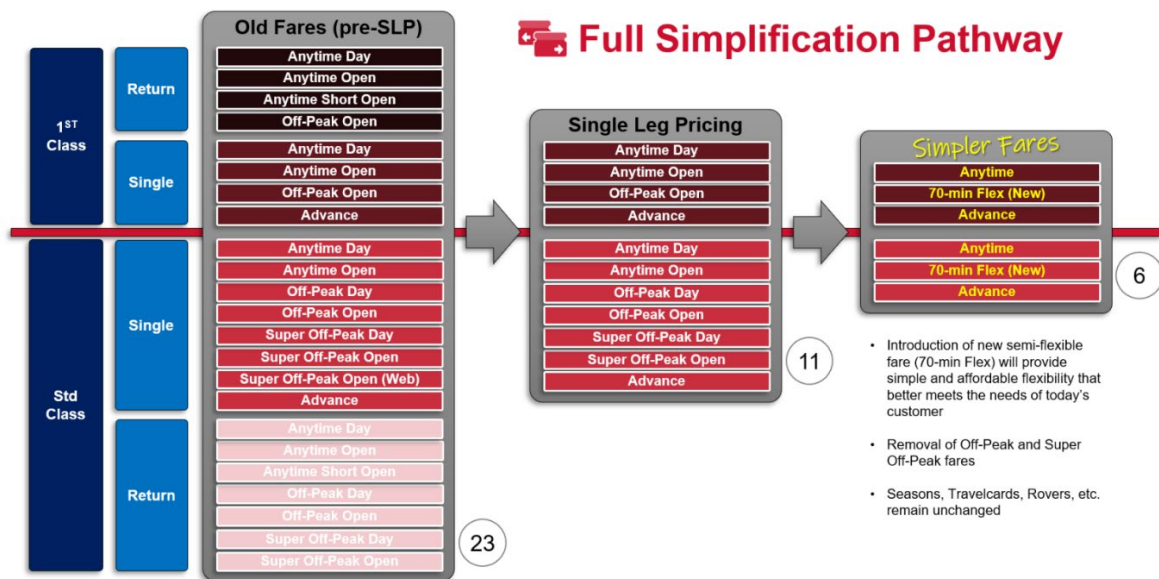 Full Simplification Pathway
Old Fares (pre-SLP)
1ST
Class
Return
Anytime Day
Anytime Open
Anytime Short Open
Off-Peak Open
Single
Anytime Day
Anytime Open
Off-Peak Open
Advance
Std
Class
Single
Anytime Day
Anytime Open
Off-Peak Day
Off-Peak Open
Super Off-Peak Day
Super Off-Peak Open
Super Off-Peak Open (Web)
Advance
Return
Anytime Day
Anytime Open
Anytime Short Open
Off-Peak Day
Off-Peak Open
Super Off-Peak Day
Super Off-Peak Open
23
Single Leg Pricing
Anytime Day
Anytime Open
Off-Peak Open
Advance
Anytime Day
Anytime Open
Off-Peak Day
Off-Peak Open
Super Off-Peak Day
Super Off-Peak Open
Advance
11
Simpler Fares
Anytime
70-min Flex (New)
Advance
Anytime
70-min Flex (New)
Advance
6
• Introduction of new semi-flexible
fare (70-min Flex) will provide
simple and affordable flexibility that
better meets the needs of today's
customer
• Removal of Off-Peak and Super
Off-Peak fares
• Seasons, Travelcards, Rovers, etc.
remain unchanged